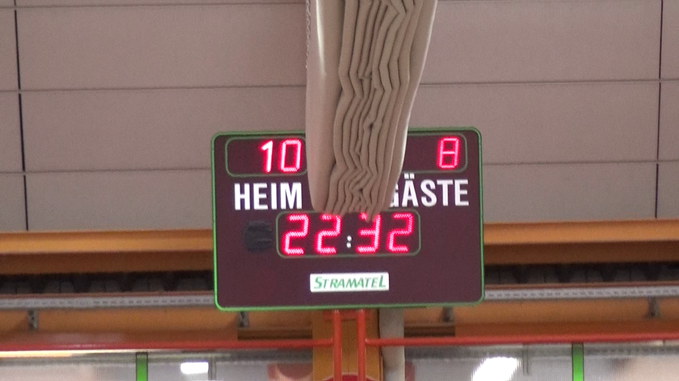 10 8
HEIM GÄSTE
22:32
STRAMATEL